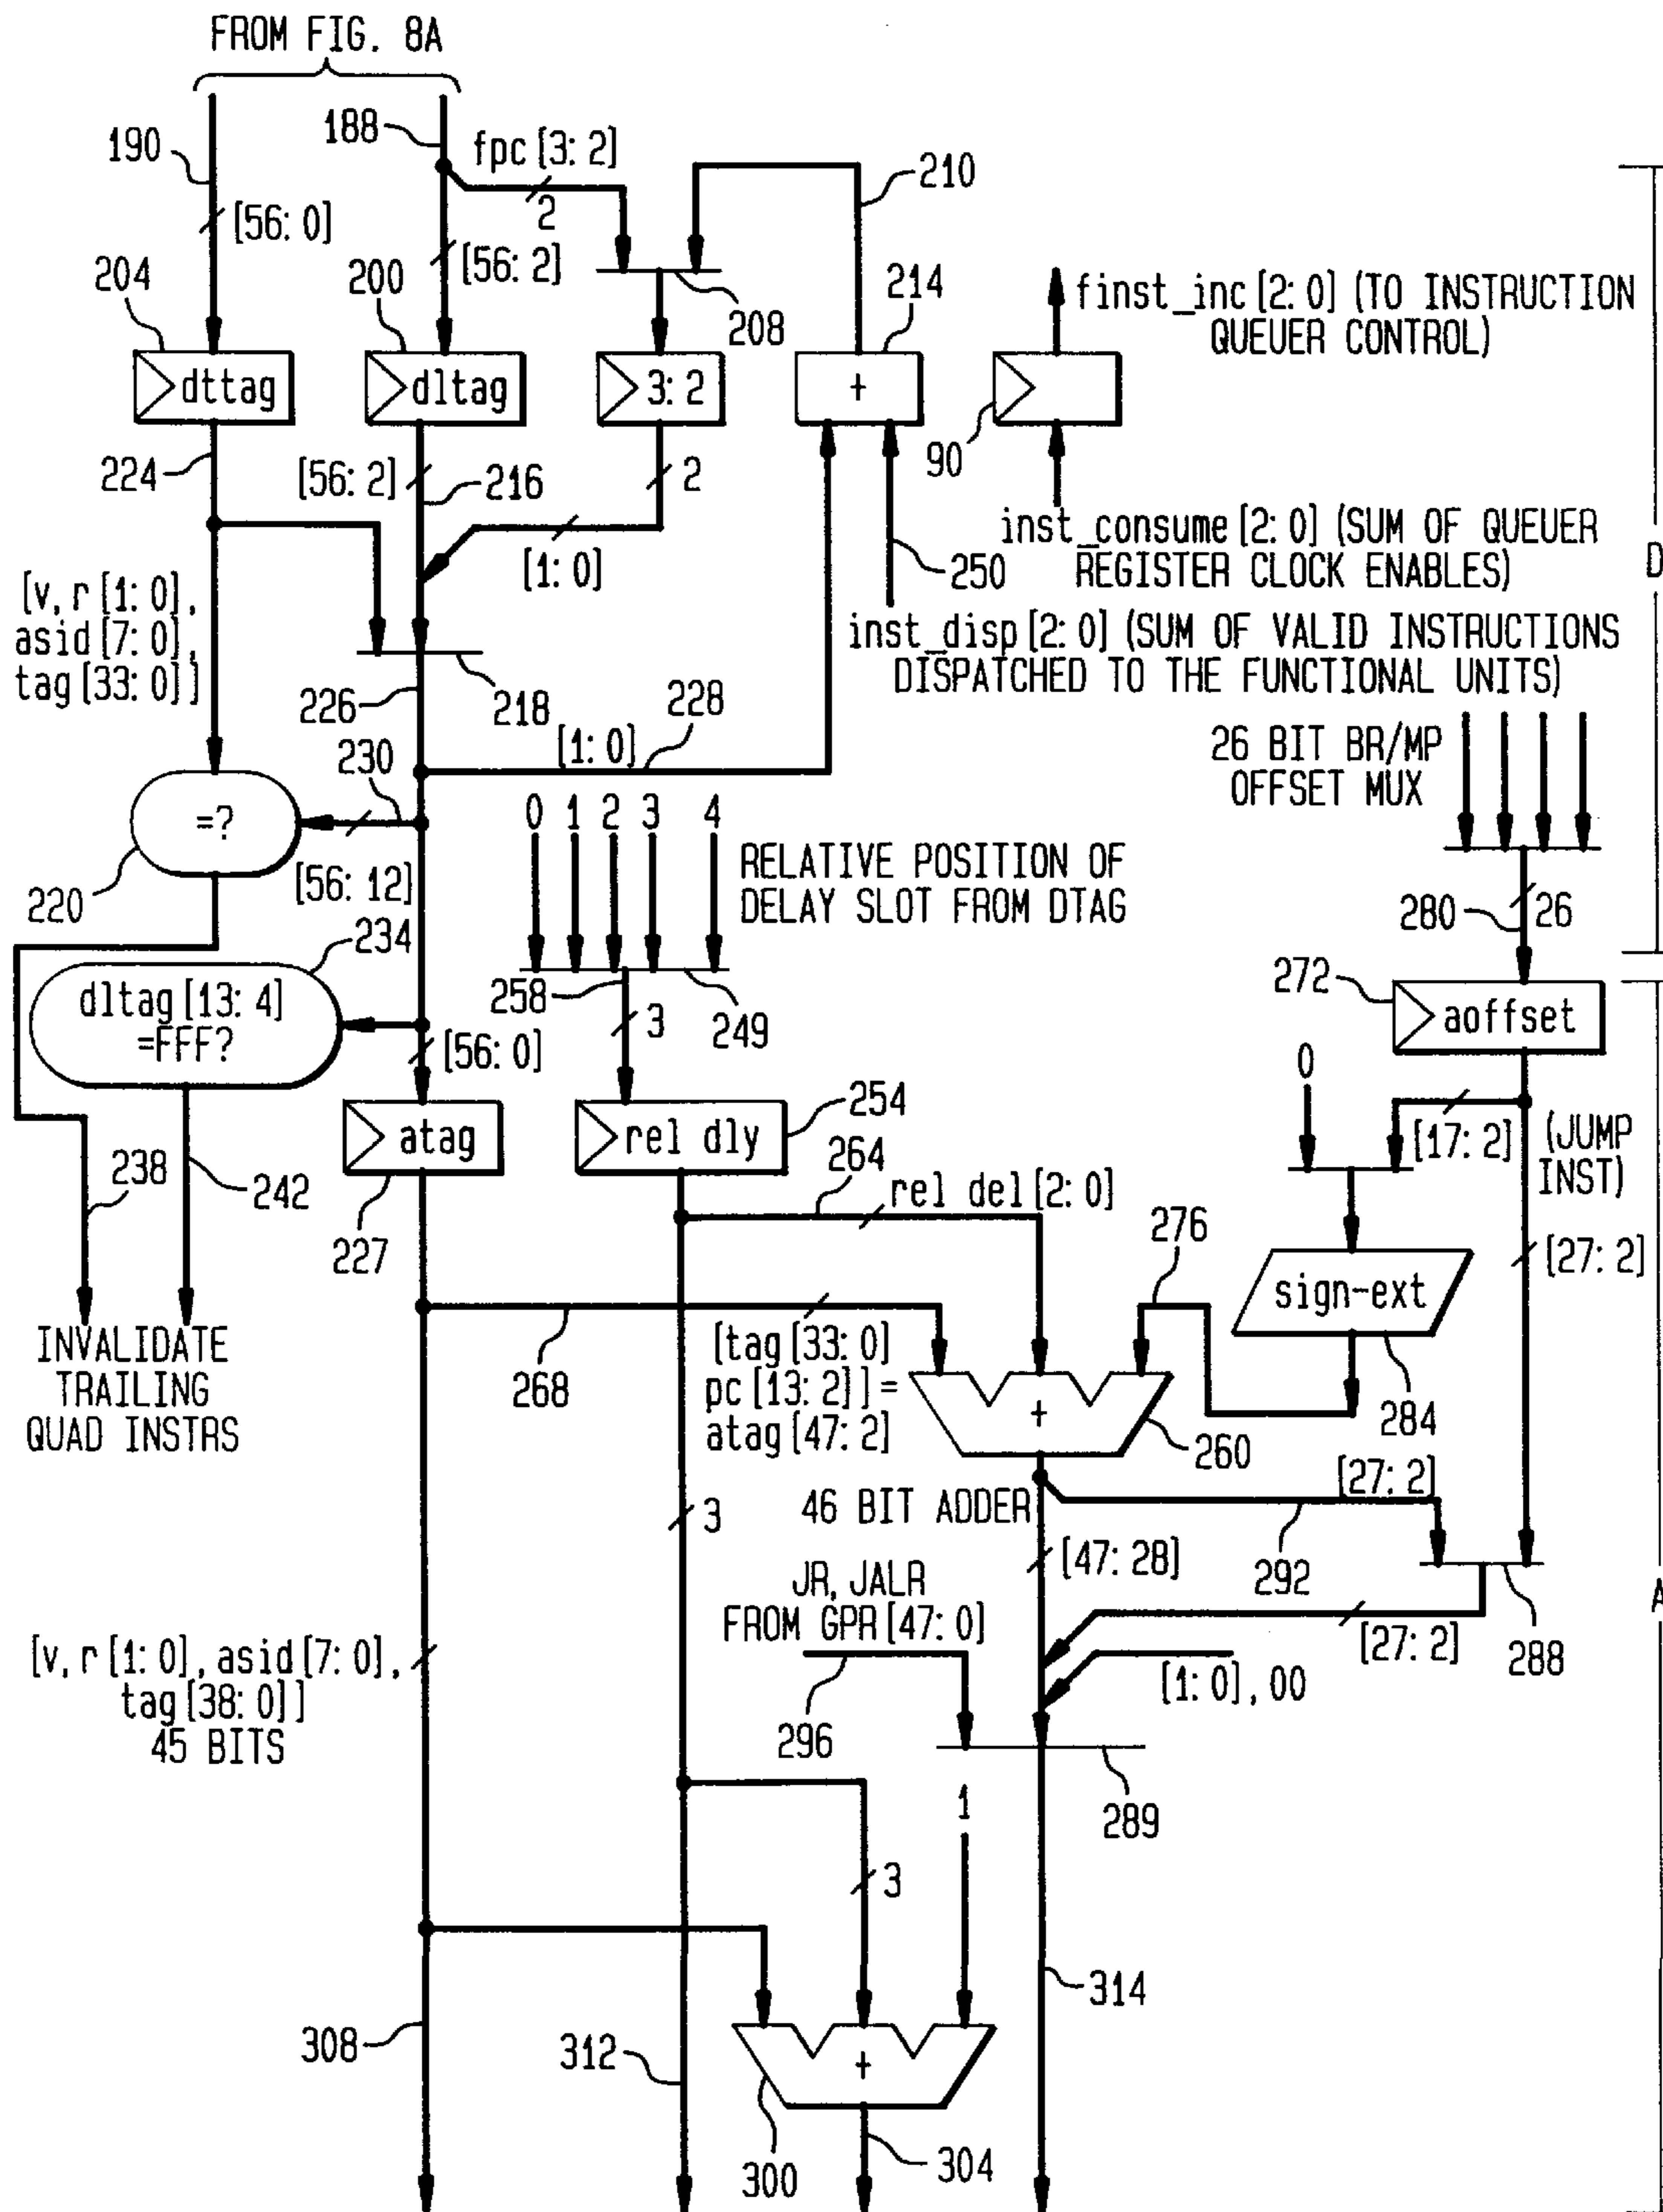 FROM FIG. 8A
190
188
fpc [3: 2]
2
210
[56: 0]
[56: 2]
204
200
208
214
finst_inc [2: 0] (TO INSTRUCTION
QUEUER CONTROL)
dttag
dltag
3: 2
+
90
224
[56: 2]
216
2
[1: 0]
250
inst_consume [2: 0] (SUM OF QUEUER
REGISTER CLOCK ENABLES)
D
[v, r [1: 0],
asid [7: 0],
tag [33: 0] ]
inst_disp [2: 0] (SUM OF VALID INSTRUCTIONS
DISPATCHED TO THE FUNCTIONAL UNITS)
226
218
228
[1: 0]
230
26 BIT BR/MP
OFFSET MUX
=?
0 1 2 3 4
RELATIVE POSITION OF
DELAY SLOT FROM DTAG
220
[56: 12]
280
26
234
dltag [13: 4]
=FFF?
258
3
249
272
aoffset
[56: 0]
0
[17: 2]
(JUMP
INST)
atag
rel dly
254
238
242
227
264
rel del [2: 0]
276
sign-ext
[27: 2]
INVALIDATE
TRAILING
QUAD INSTRS
268
[tag [33: 0]
pc [13: 2] ] =
atag [47: 2]
+
260
284
[27: 2]
46 BIT ADDER
3
[47: 28]
292
288
A
JR, JALR
FROM GPR [47: 0]
[27: 2]
[v, r [1: 0], asid [7: 0],
tag [38: 0] ]
45 BITS
296
[1: 0], 00
289
1
3
314
308
312
+
300
304